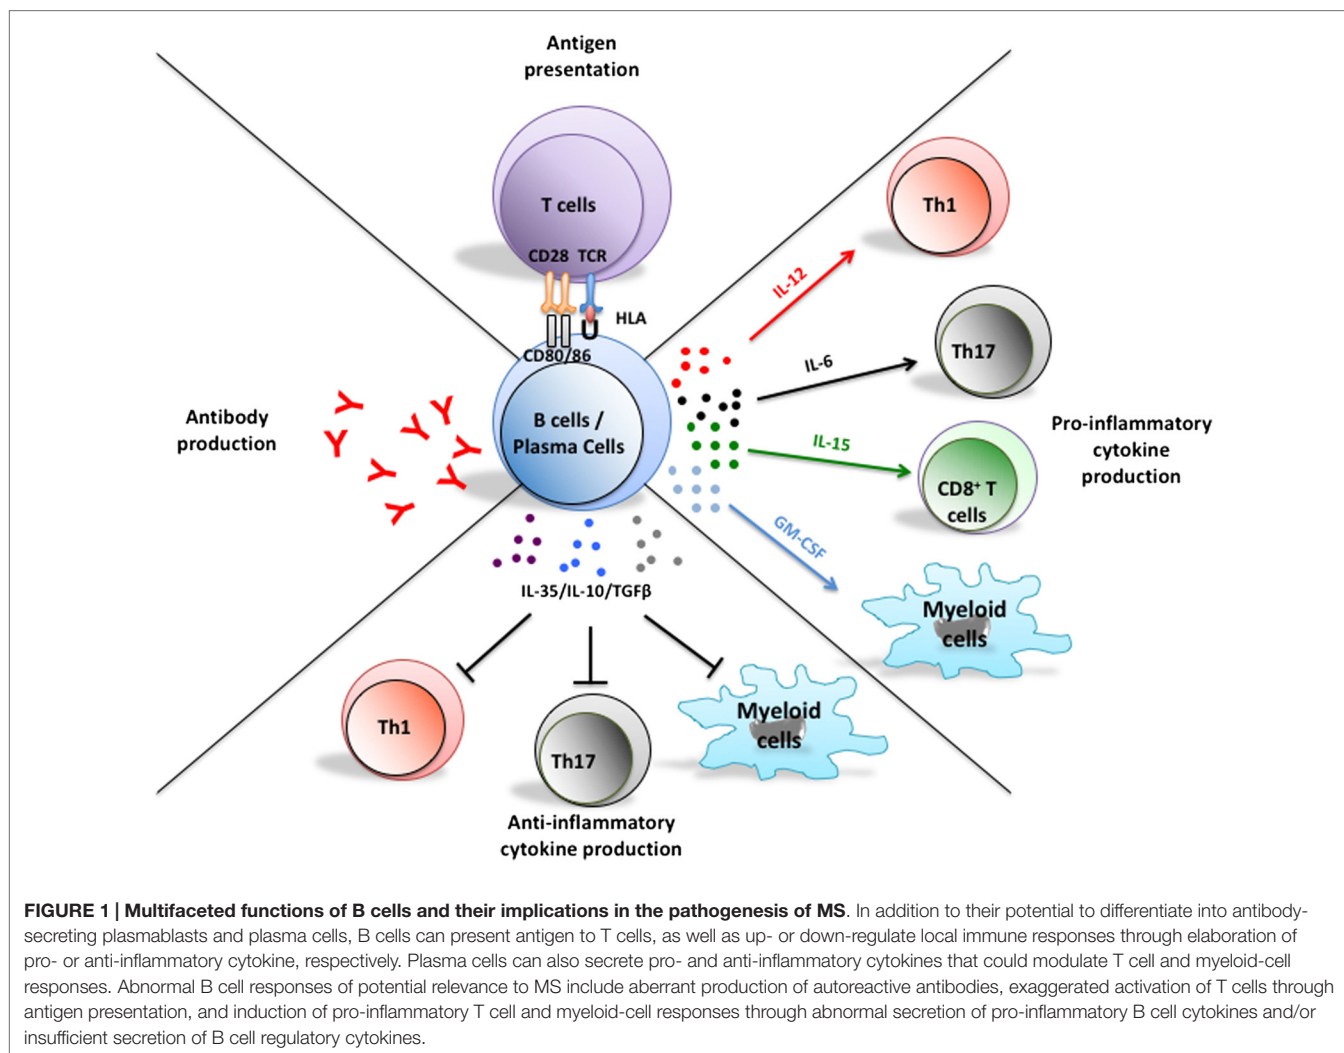 Antigen
presentation
T cells
CD28 TCR
HLA
CD80/86
B cells /
Plasma Cells
Antibody
production
IL-12
Th1
IL-6
Th17
IL-15
CD8⁺ T
cells
GM-CSF
Myeloid
cells
Pro-inflammatory
cytokine
production
IL-35/IL-10/TGFβ
Th1
Th17
Myeloid
cells
Anti-inflammatory
cytokine production
FIGURE 1 | Multifaceted functions of B cells and their implications in the pathogenesis of MS. In addition to their potential to differentiate into antibody-
secreting plasmablasts and plasma cells, B cells can present antigen to T cells, as well as up- or down-regulate local immune responses through elaboration of
pro- or anti-inflammatory cytokine, respectively. Plasma cells can also secrete pro- and anti-inflammatory cytokines that could modulate T cell and myeloid-cell
responses. Abnormal B cell responses of potential relevance to MS include aberrant production of autoreactive antibodies, exaggerated activation of T cells through
antigen presentation, and induction of pro-inflammatory T cell and myeloid-cell responses through abnormal secretion of pro-inflammatory B cell cytokines and/or
insufficient secretion of B cell regulatory cytokines.